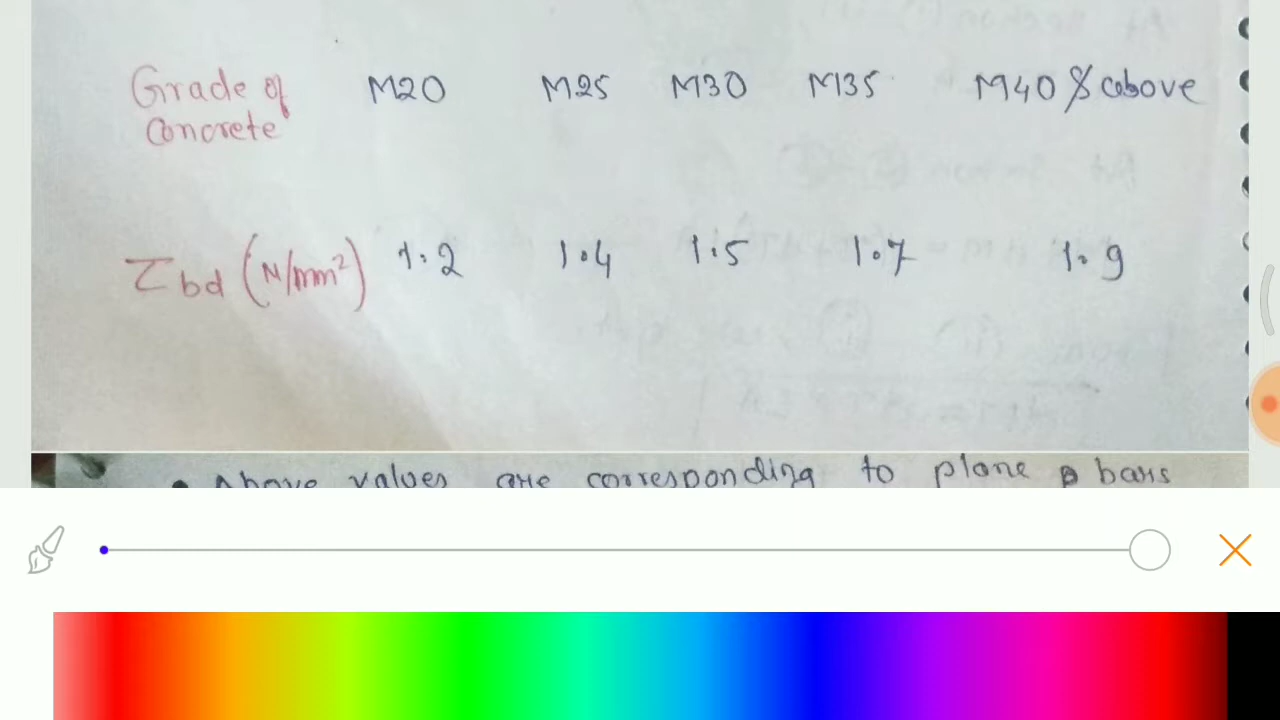 Grade of M20 M25 M30 M35 M40 & above
concrete
τbd (N/mm²) 1.2 1.4 1.5 1.7 1.9
• Above values are corresponding to plane bars